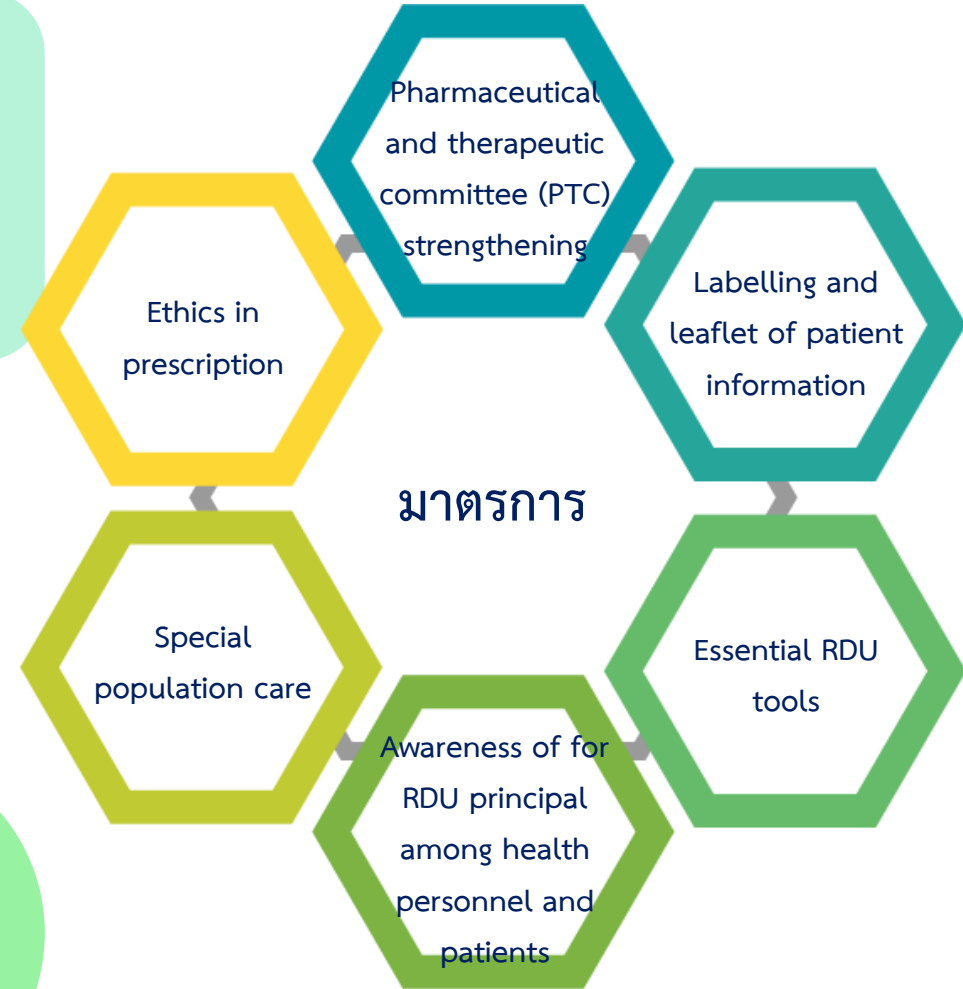 Pharmaceutical
and therapeutic
committee (PTC)
strengthening
Labelling and
leaflet of patient
information
Essential RDU
tools
Awareness of for
RDU principal
among health
personnel and
patients
Special
population care
Ethics in
prescription
มาตรการ